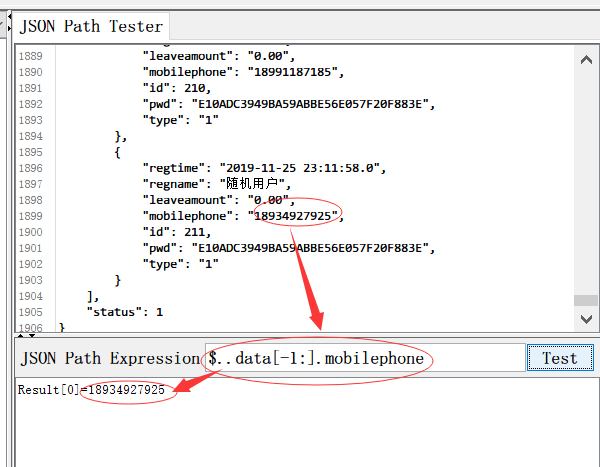 JSON Path Tester
1889 "leaveamount": "0.00",
1890 "mobilephone": "18991187185",
1891 "id": 210,
1892 "pwd": "E10ADC3949BA59ABBE56E057F20F883E",
1893 "type": "1"
1894 },
1895 {
1896 "regtime": "2019-11-25 23:11:58.0",
1897 "regname": "随机用户",
1898 "leaveamount": "0.00",
1899 "mobilephone": "18934927925",
1900 "id": 211,
1901 "pwd": "E10ADC3949BA59ABBE56E057F20F883E",
1902 "type": "1"
1903 }
1904 ],
1905 "status": 1
1906 }
JSON Path Expression $..data[-1:].mobilephone Test
Result[0]=18934927925